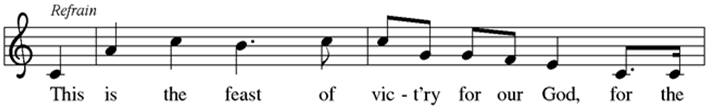 Refrain
This is the feast of vic - t'ry for our God, for the